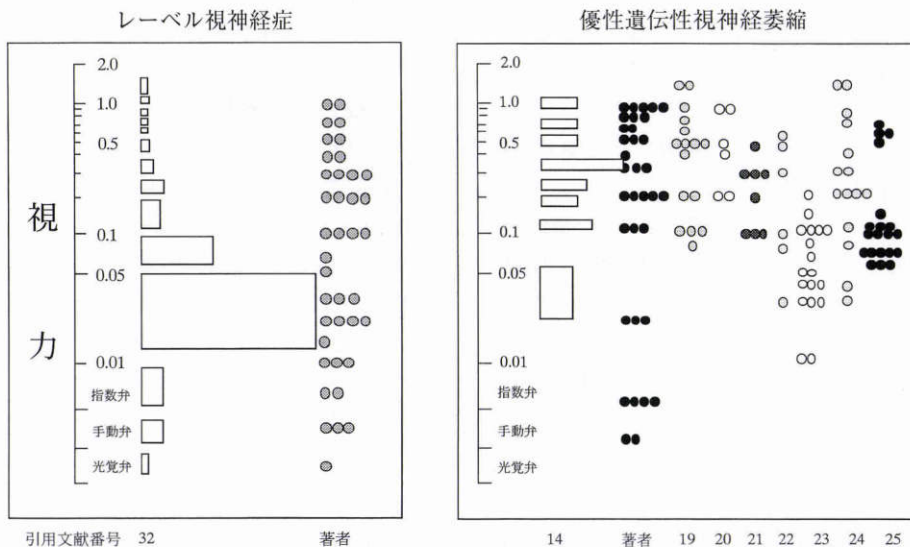 レーベル視神経症
2.0
1.0
0.5
0.1
0.05
0.01
指数弁
手動弁
光覚弁
視
力
引用文献番号 32 著者
優性遺伝性視神経萎縮
2.0
1.0
0.5
0.1
0.05
0.01
指数弁
手動弁
光覚弁
14 著者 19 20 21 22 23 24 25